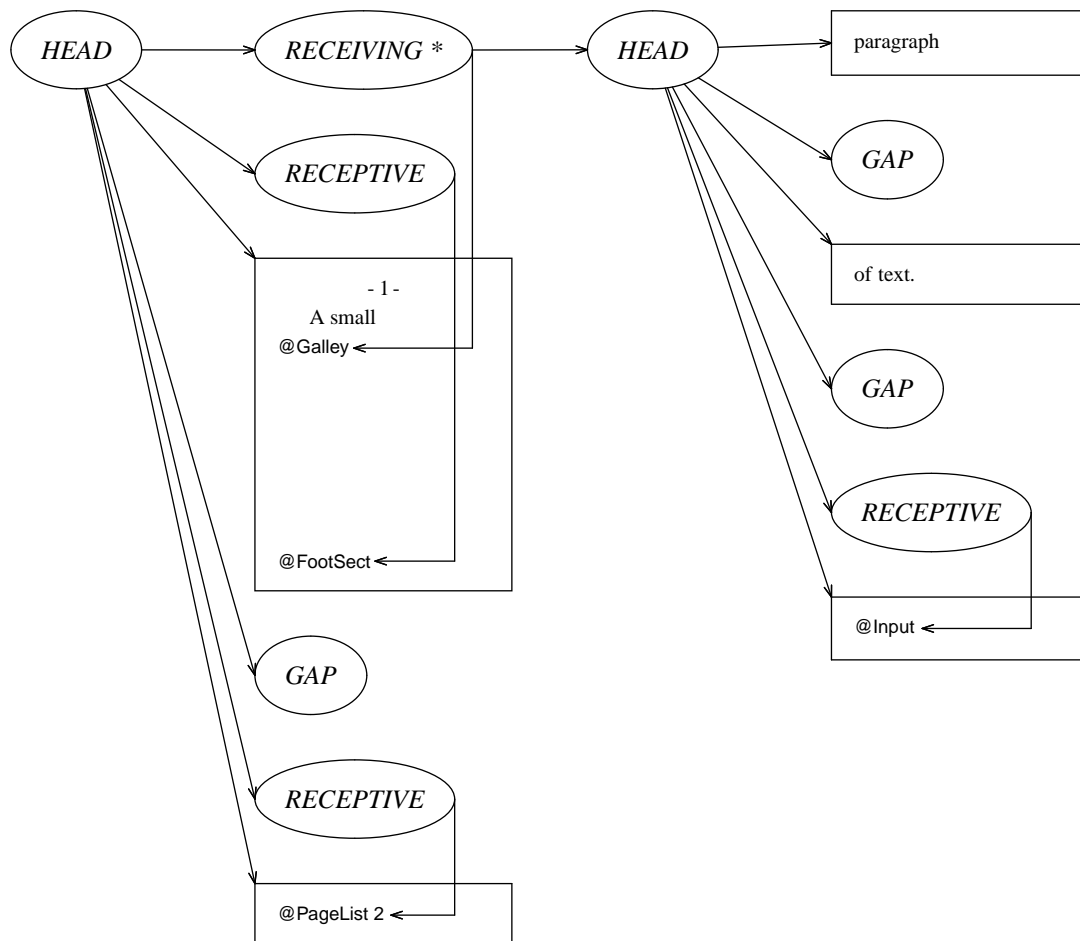 HEAD
RECEIVING *
HEAD
paragraph
GAP
RECEPTIVE
of text.
- 1 -
A small
@Galley
GAP
RECEPTIVE
@FootSect
@Input
GAP
RECEPTIVE
@PageList 2